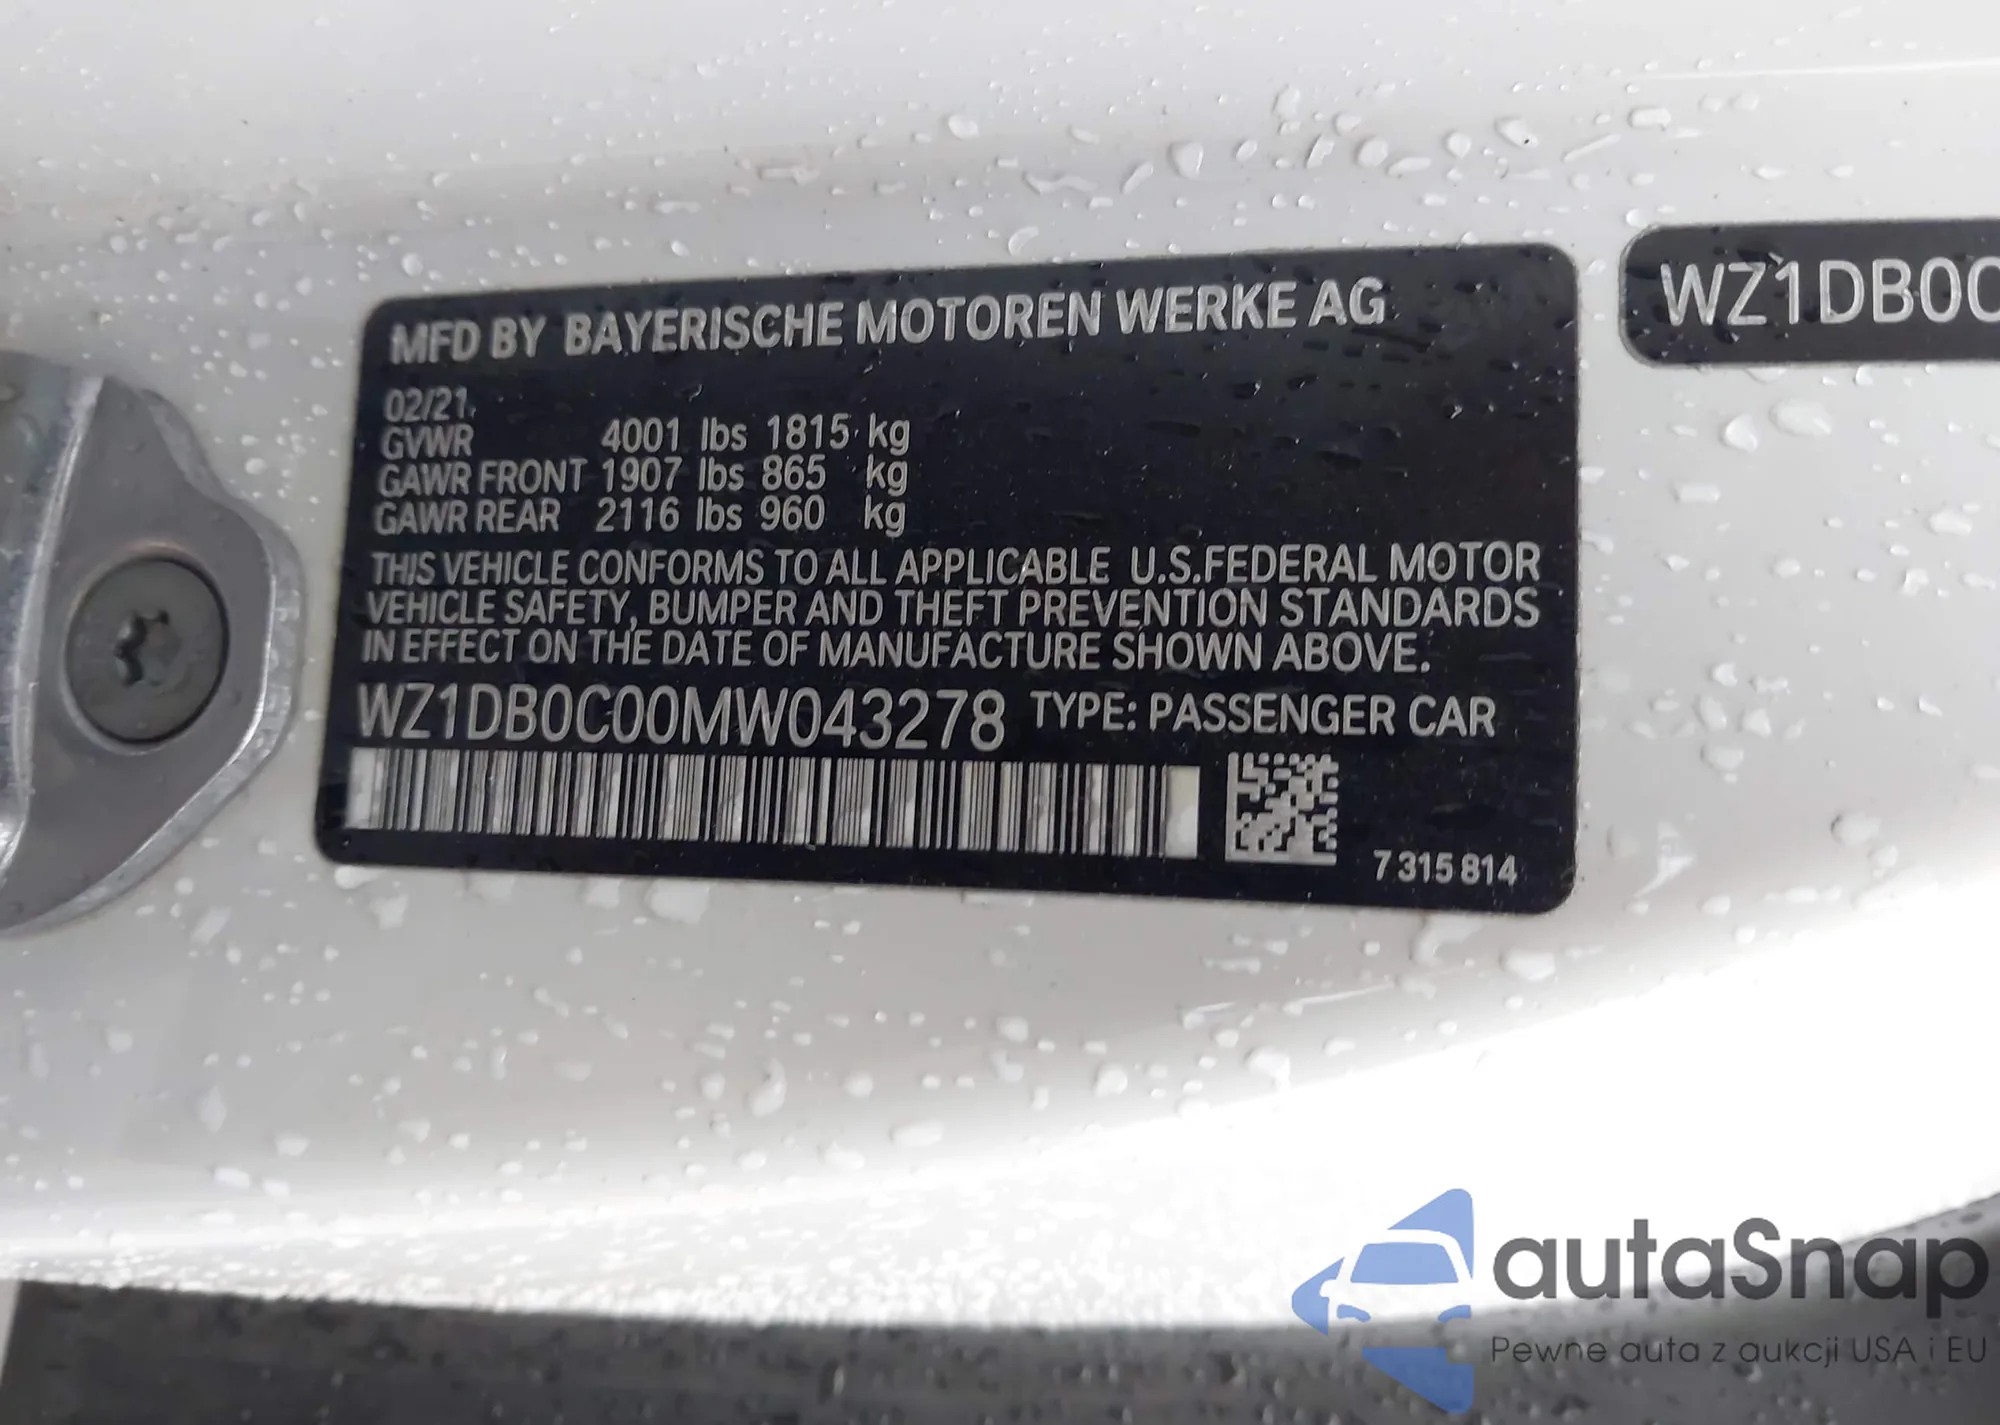 MFD BY BAYERISCHE MOTOREN WERKE AG
02/21
GVWR 4001 lbs 1815 kg
GAWR FRONT 1907 lbs 865 kg
GAWR REAR 2116 lbs 960 kg
THIS VEHICLE CONFORMS TO ALL APPLICABLE U.S.FEDERAL MOTOR
VEHICLE SAFETY, BUMPER AND THEFT PREVENTION STANDARDS
IN EFFECT ON THE DATE OF MANUFACTURE SHOWN ABOVE.
WZ1DB0C00MW043278 TYPE: PASSENGER CAR
7 315 814
WZ1DB0C
autaSnap
Pewne auta z aukcji USA i EU